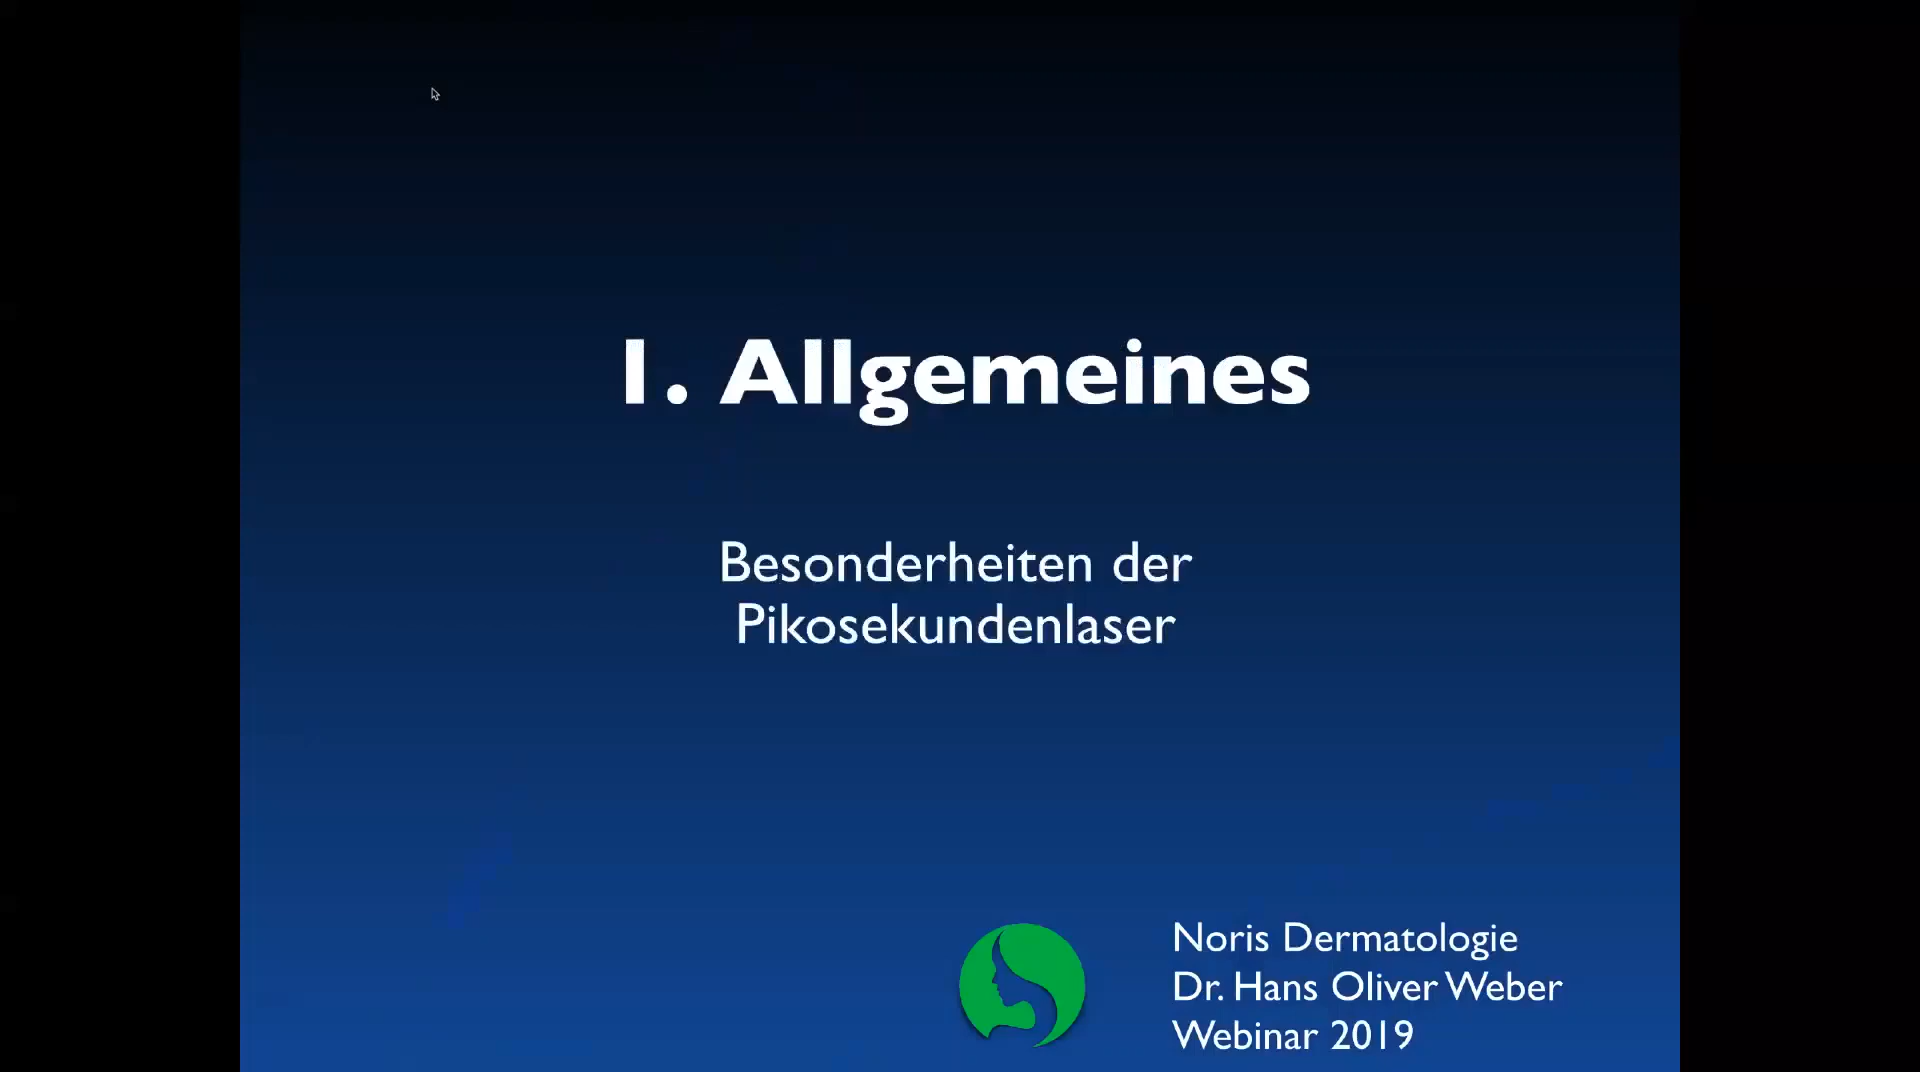 1. Allgemeines
Besonderheiten der
Pikosekundenlaser
Noris Dermatologie
Dr. Hans Oliver Weber
Webinar 2019